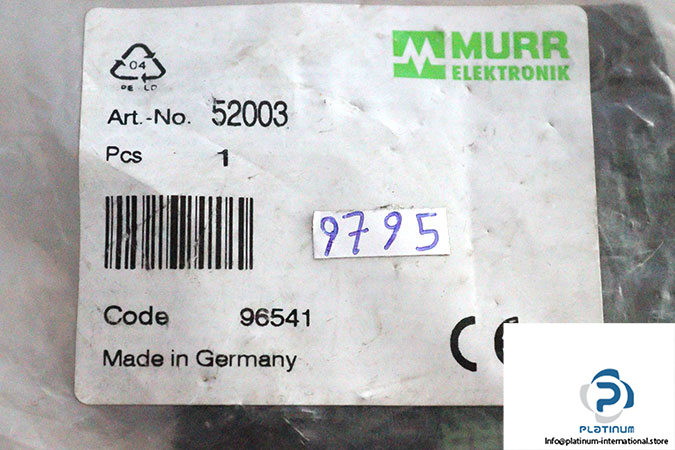 04
PE - LD
MURR
ELEKTRONIK
Art.-No. 52003
Pcs 1
9795
Code 96541
Made in Germany
CE
PLATINUM
Info@platinum-international.store